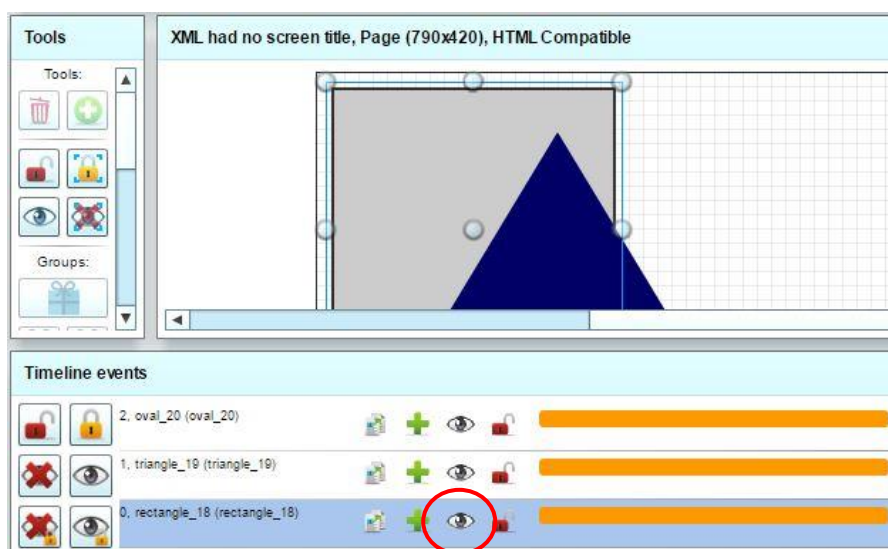 Tools
XML had no screen title, Page (790x420), HTML Compatible
Tools:
Groups:
Timeline events
2, oval_20 (oval_20)
1, triangle_19 (triangle_19)
0, rectangle_18 (rectangle_18)